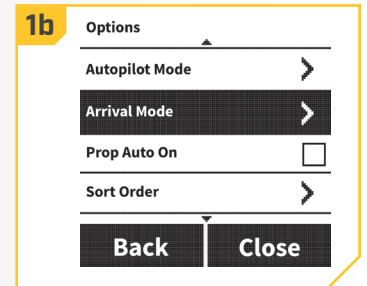 1b
Options
Autopilot Mode
Arrival Mode
Prop Auto On
Sort Order
Back Close